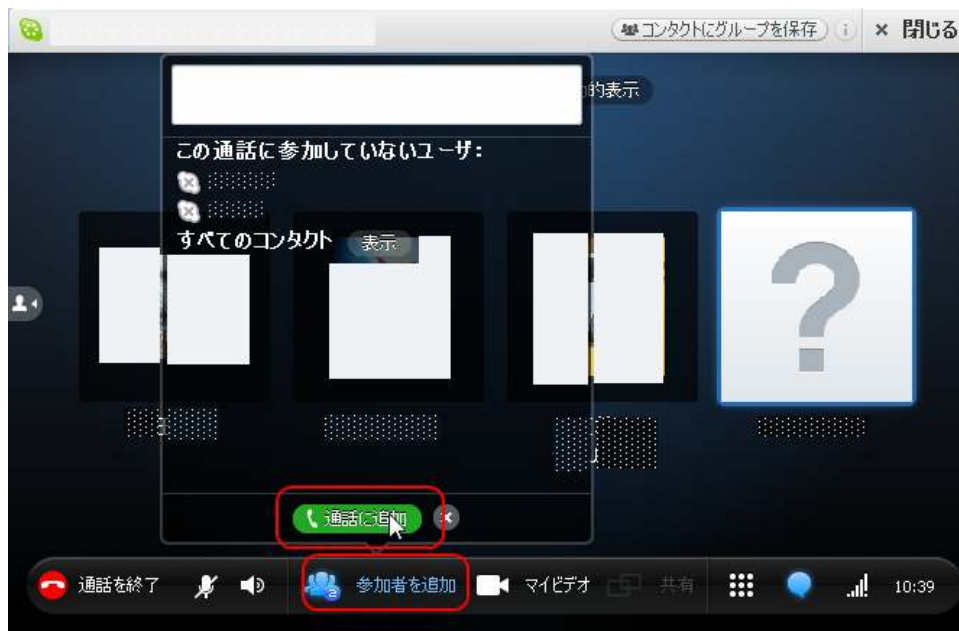 コンタクトにグループを保存
i
× 閉じる
的表示
この通話に参加していないユーザ:
すべてのコンタクト 表示
?
通話に追加
通話を終了
2 参加者を追加
マイビデオ
共有
10:39